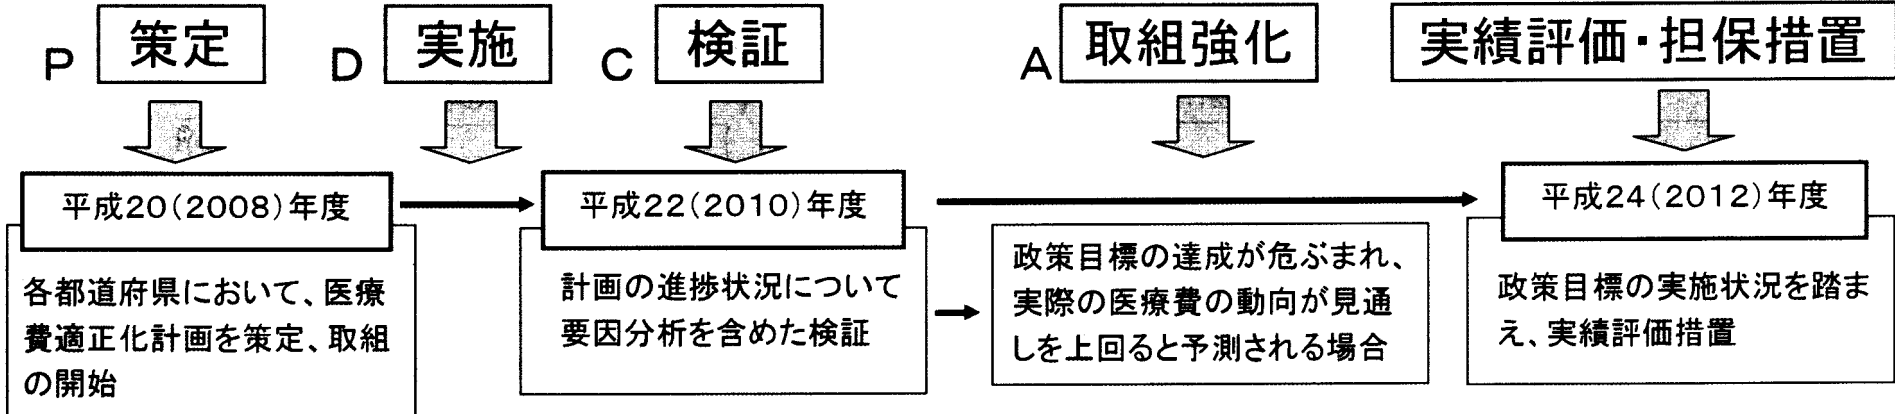 P 策定 D 実施 C 検証 A 取組強化 実績評価・担保措置
平成20(2008)年度
各都道府県において、医療
費適正化計画を策定、取組
の開始
平成22(2010)年度
計画の進捗状況について
要因分析を含めた検証
政策目標の達成が危ぶまれ、
実際の医療費の動向が見通
しを上回ると予測される場合
平成24(2012)年度
政策目標の実施状況を踏ま
え、実績評価措置